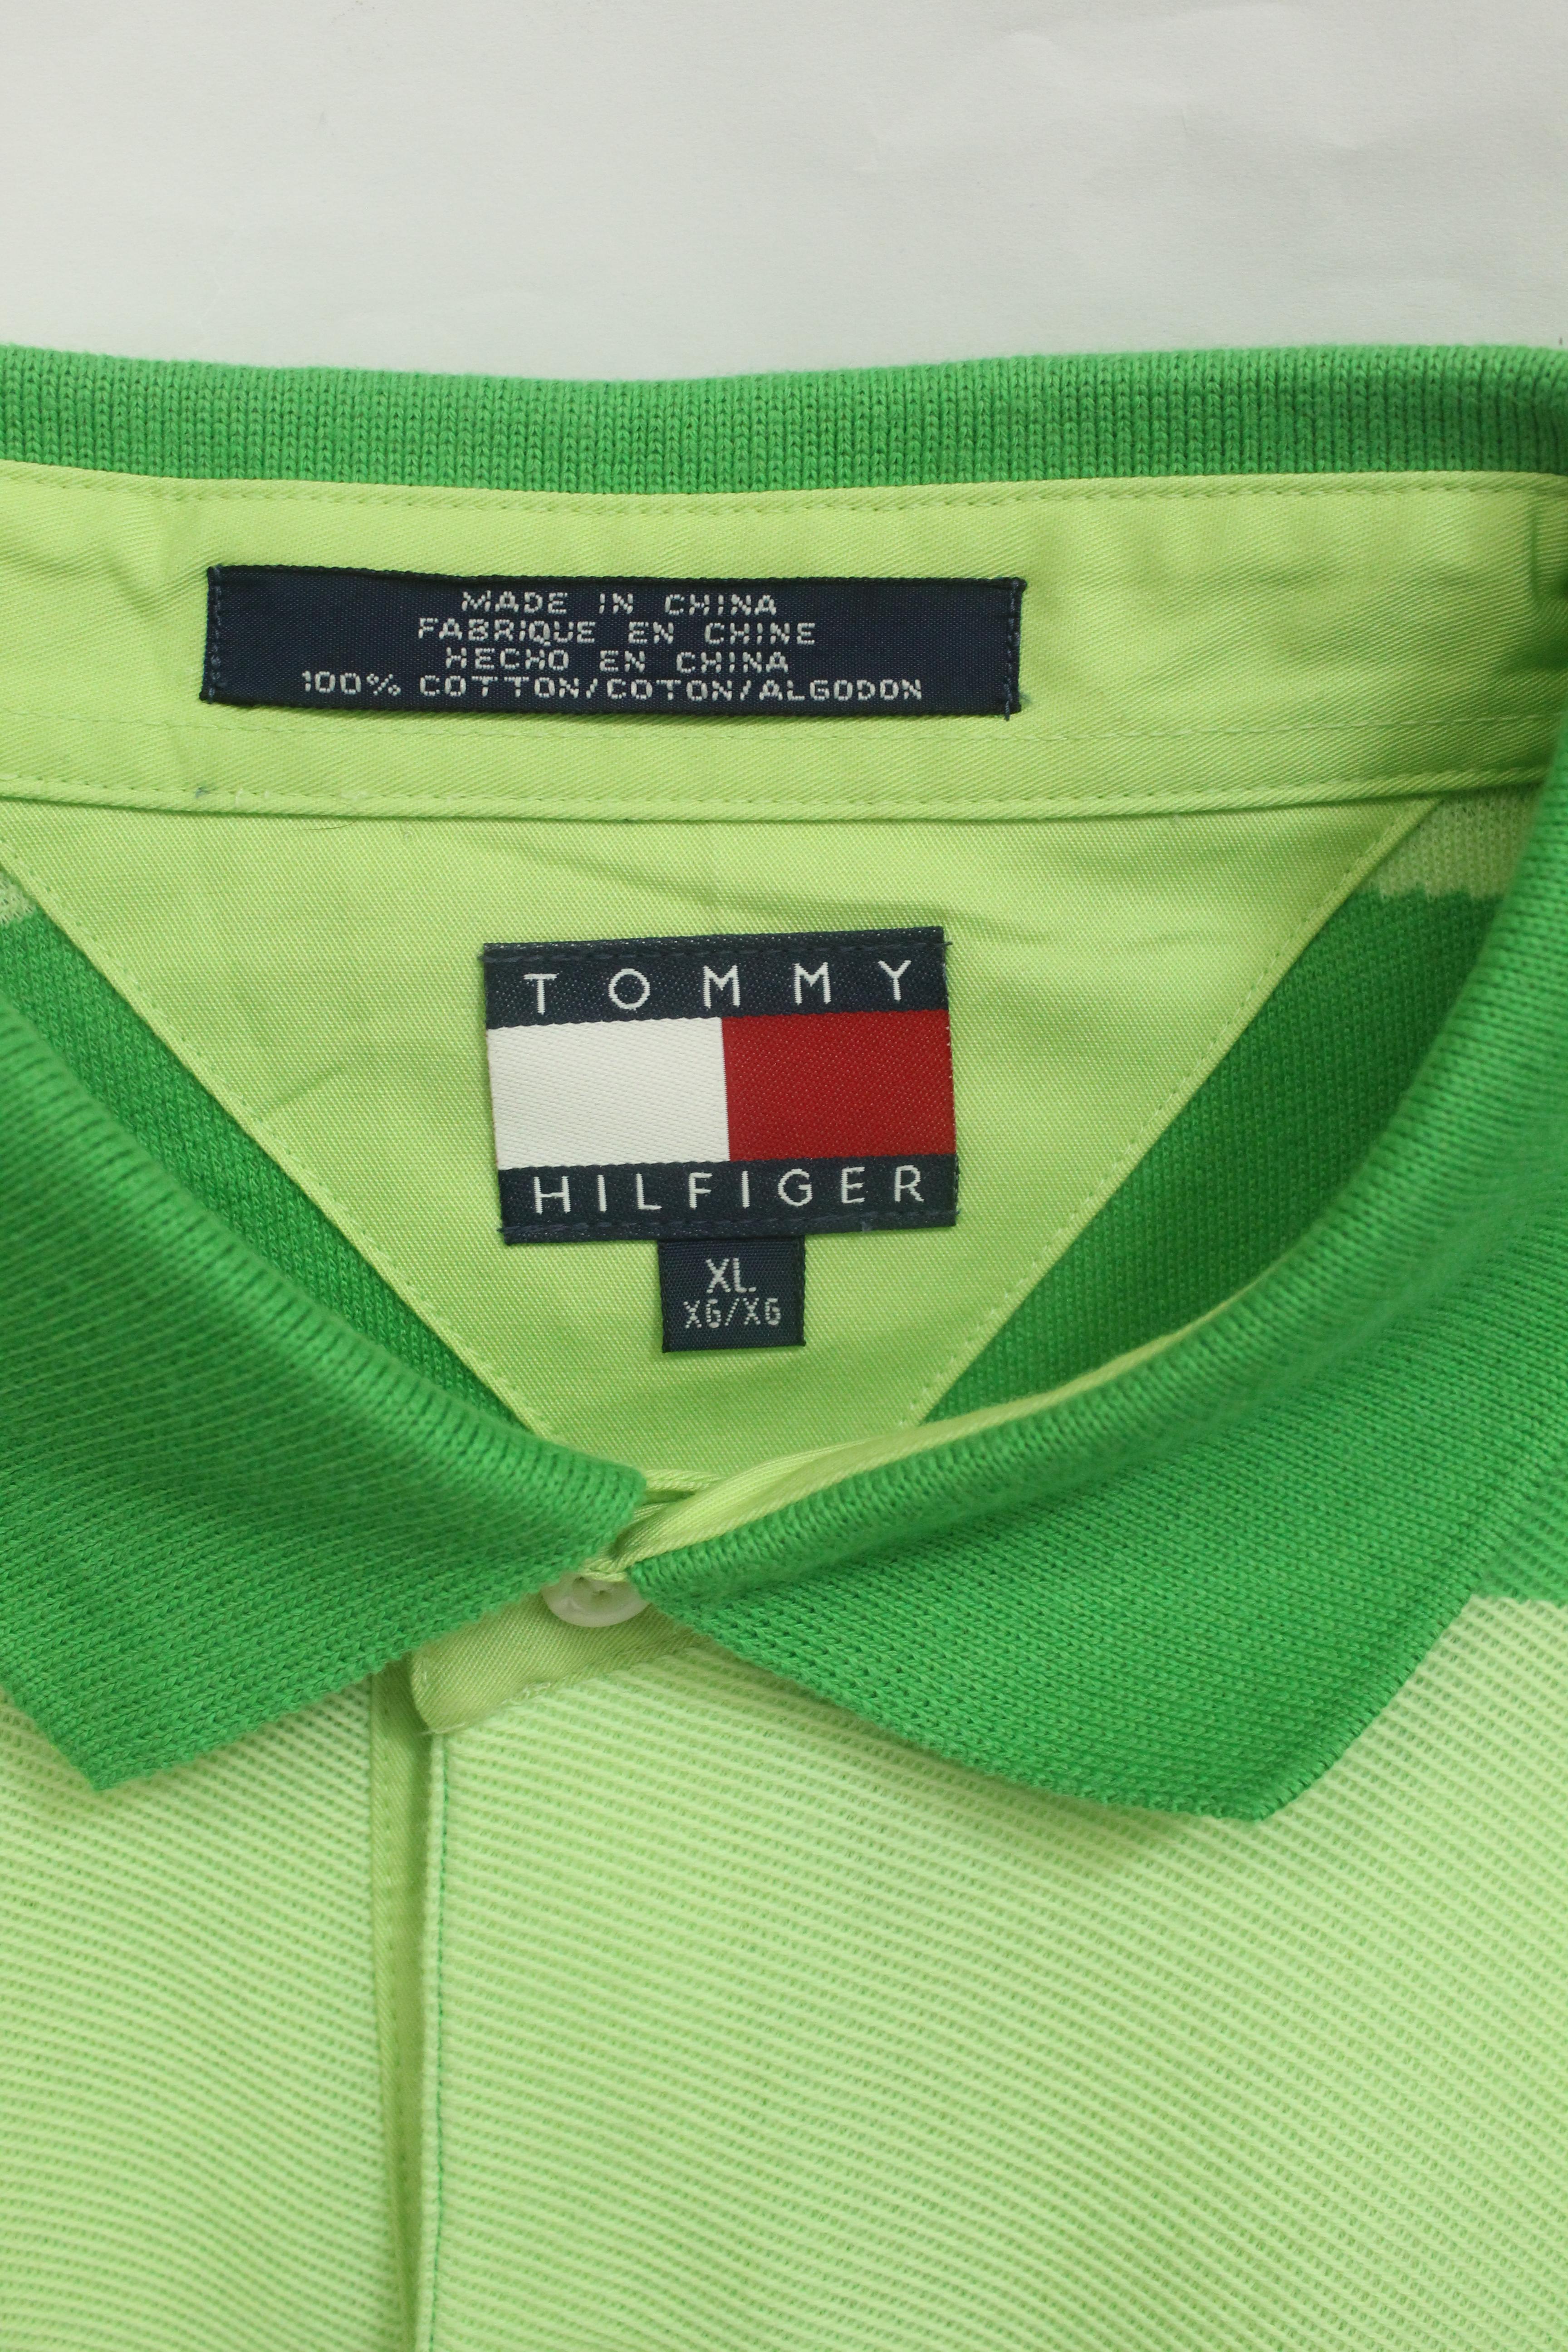 MADE IN CHINA
FABRIQUE EN CHINE
HECHO EN CHINA
100% COTTON/COTON/ALGODON
TOMMY
HILFIGER
XL
XG/XG